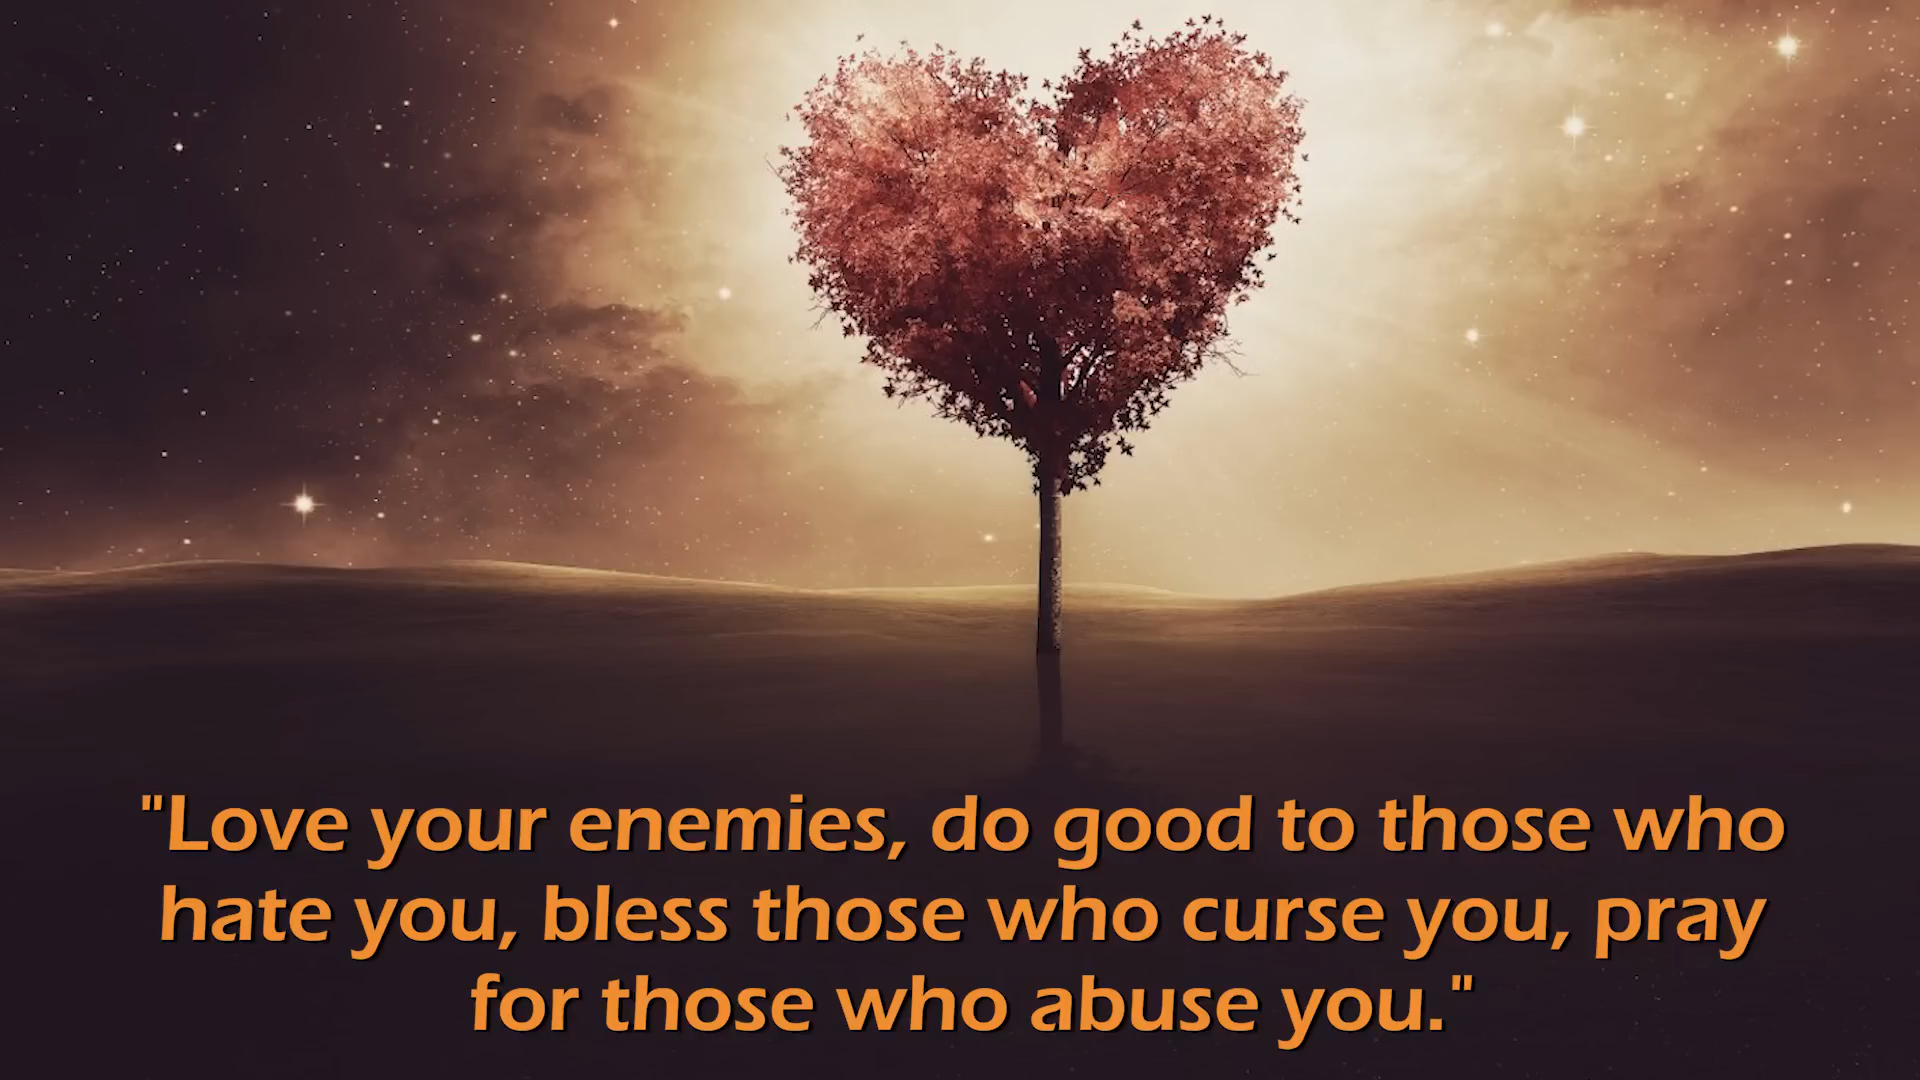 "Love your enemies, do good to those who
hate you, bless those who curse you, pray
for those who abuse you."